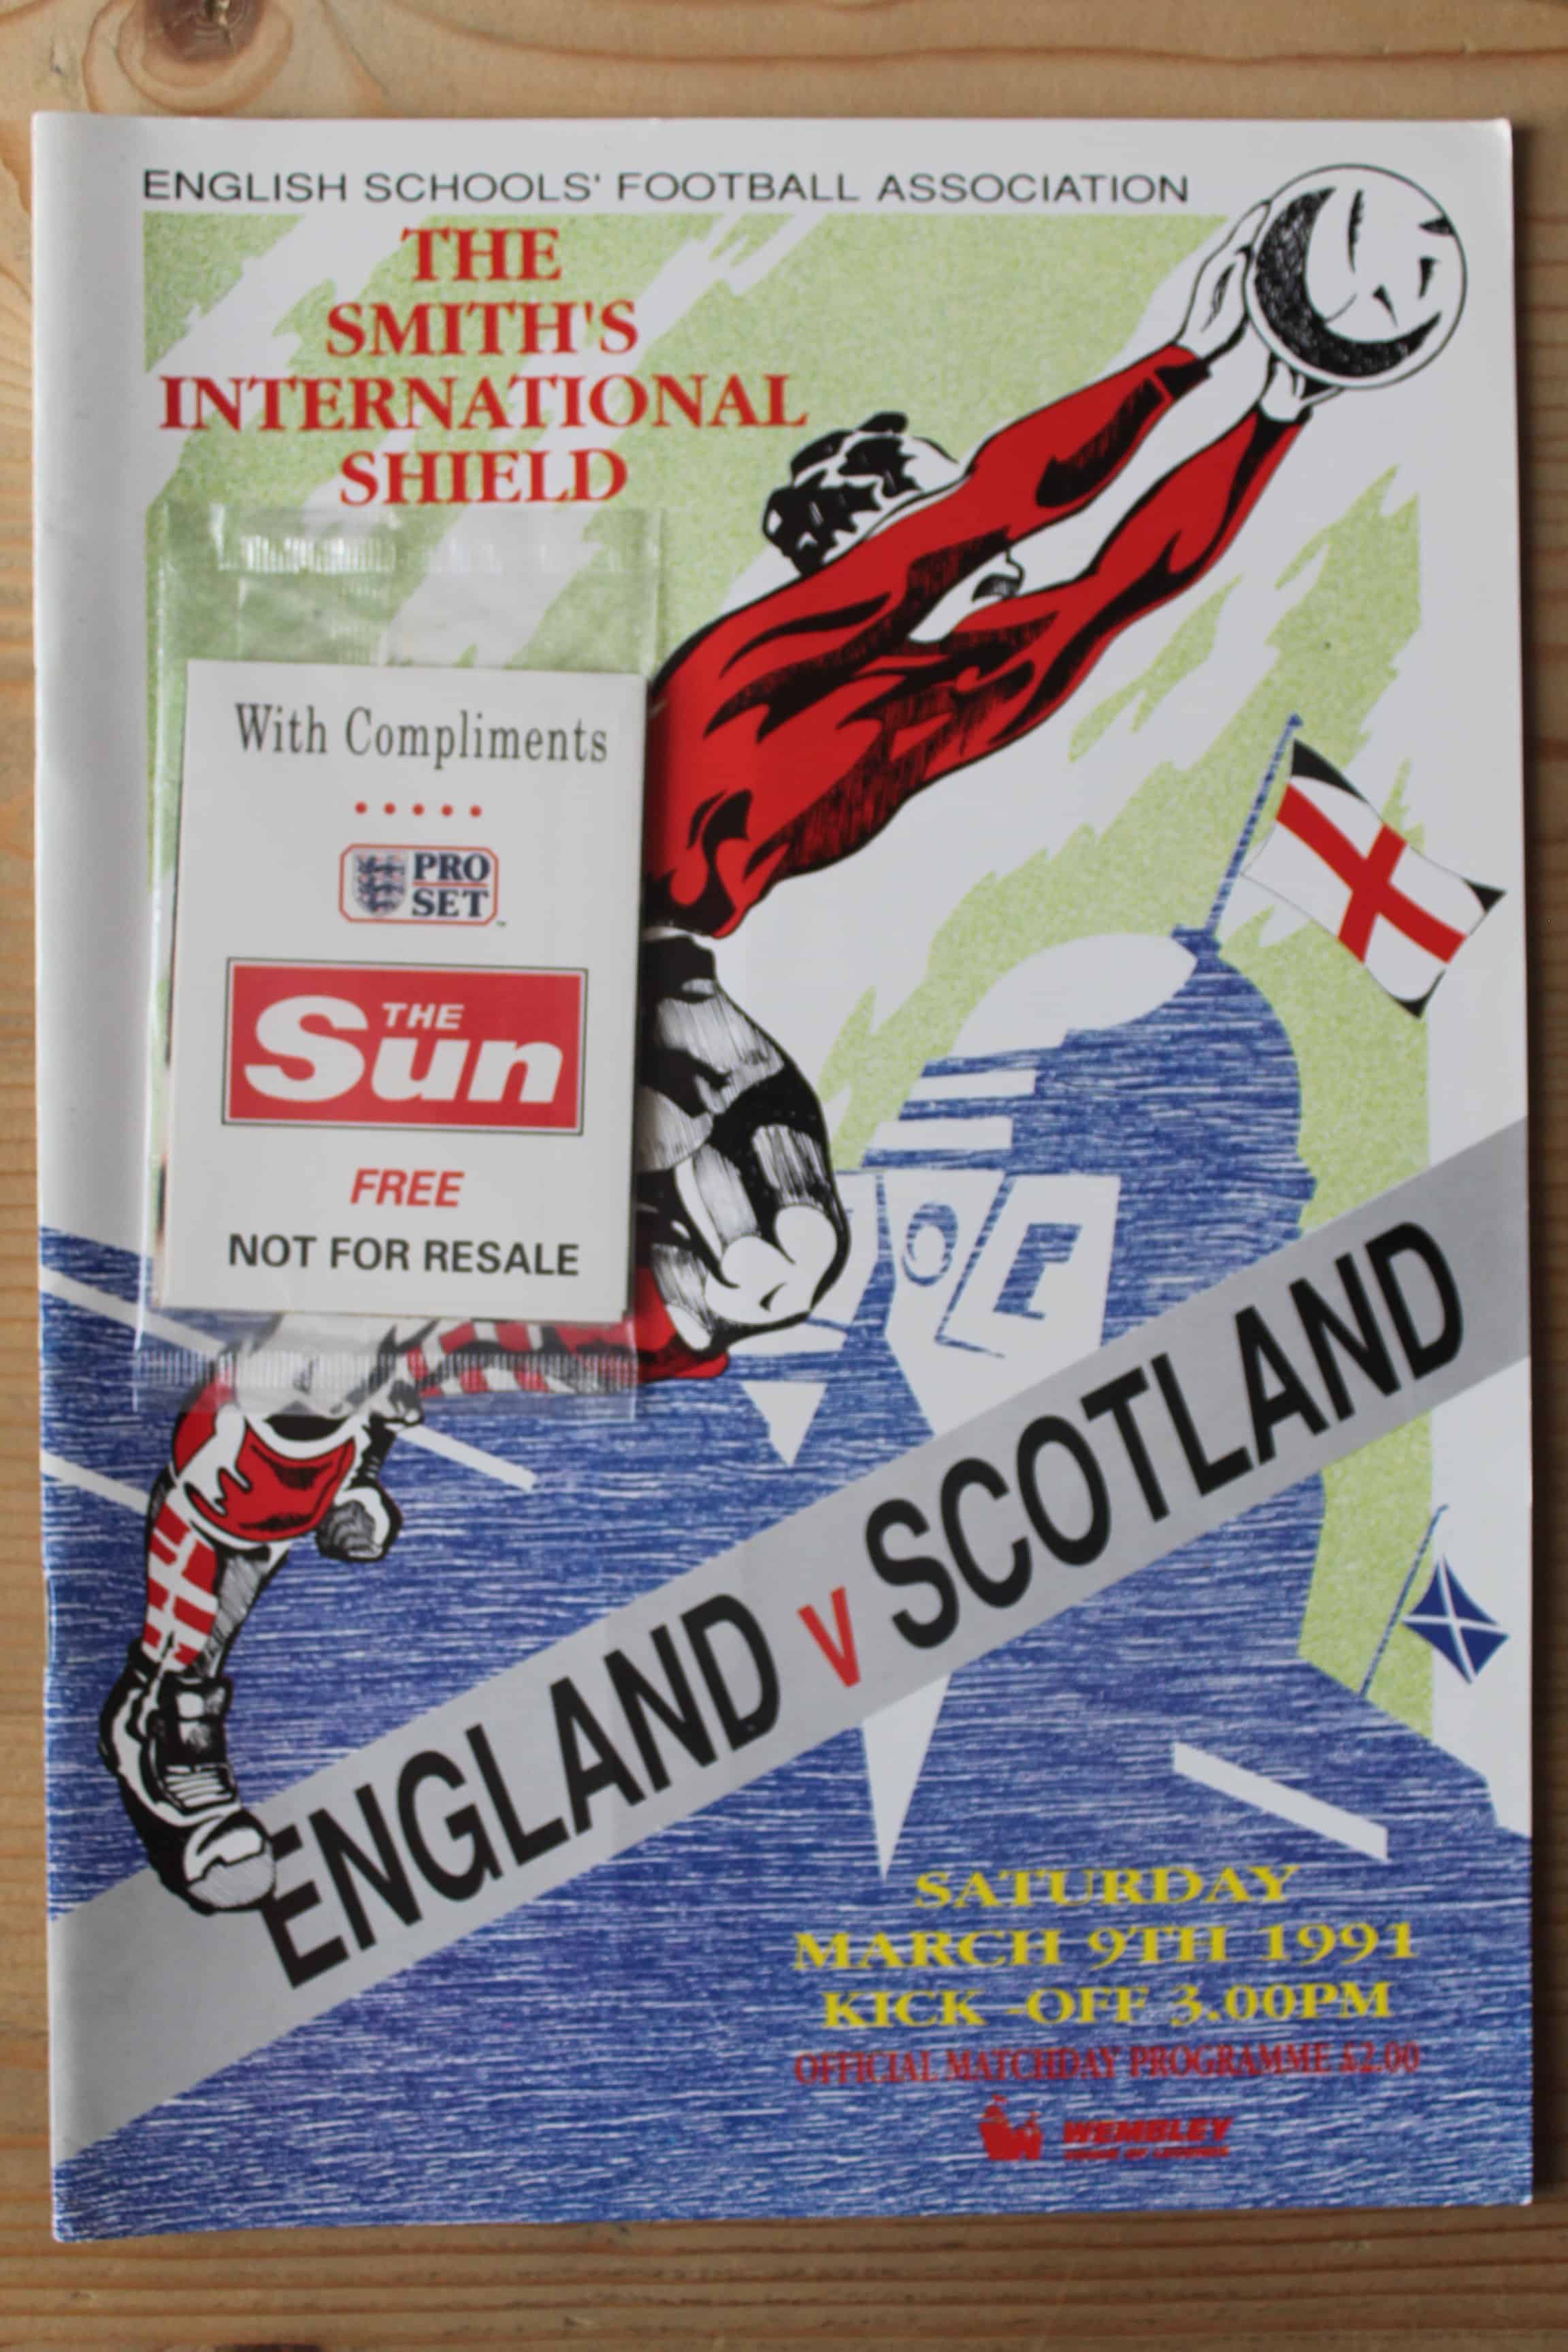 ENGLISH SCHOOLS' FOOTBALL ASSOCIATION
THE
SMITH'S
INTERNATIONAL
SHIELD
With Compliments
PRO
SET
THE
Sun
FREE
NOT FOR RESALE
ENGLAND v SCOTLAND
SATURDAY
MARCH 9TH 1991
KICK -OFF 3.00PM
OFFICIAL MATCHDAY PROGRAMME £2.00
WEMBLEY